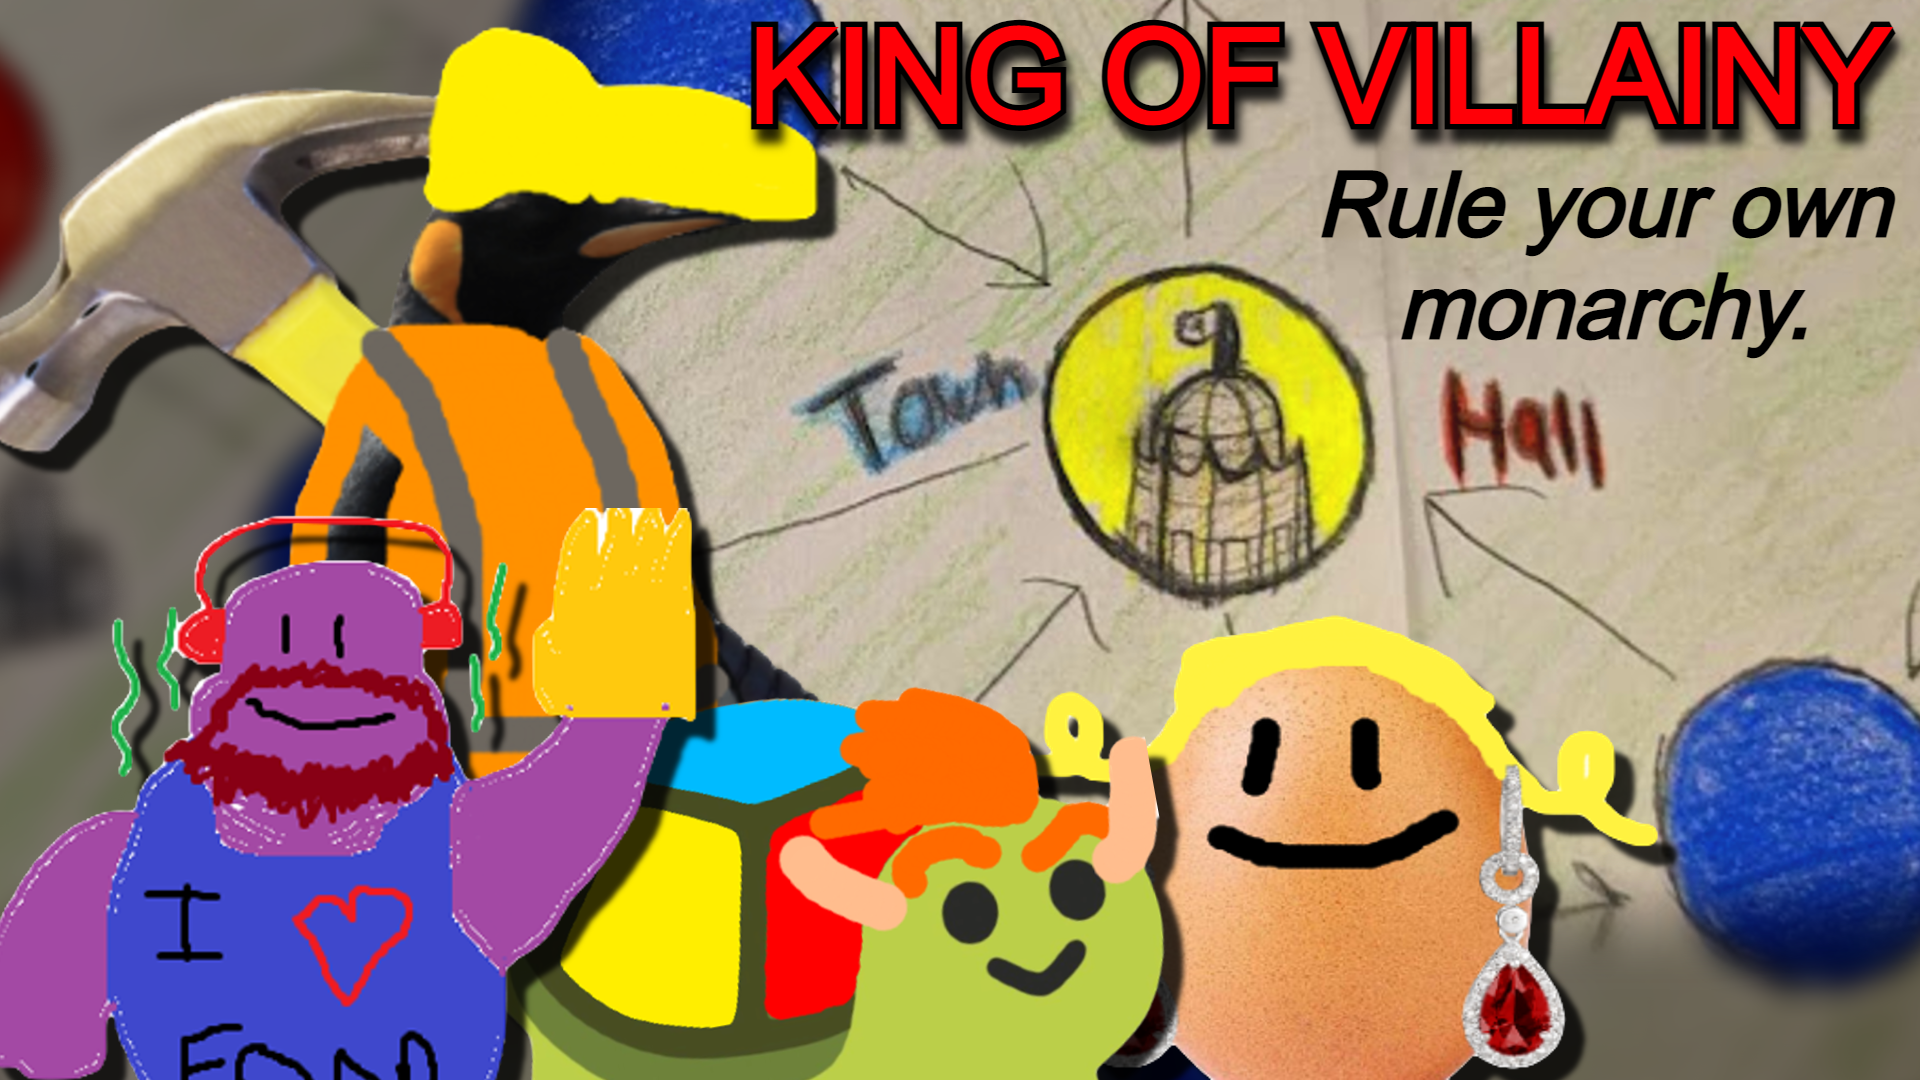 KING OF VILLAINY
Rule your own
monarchy.
Town
Hall
I